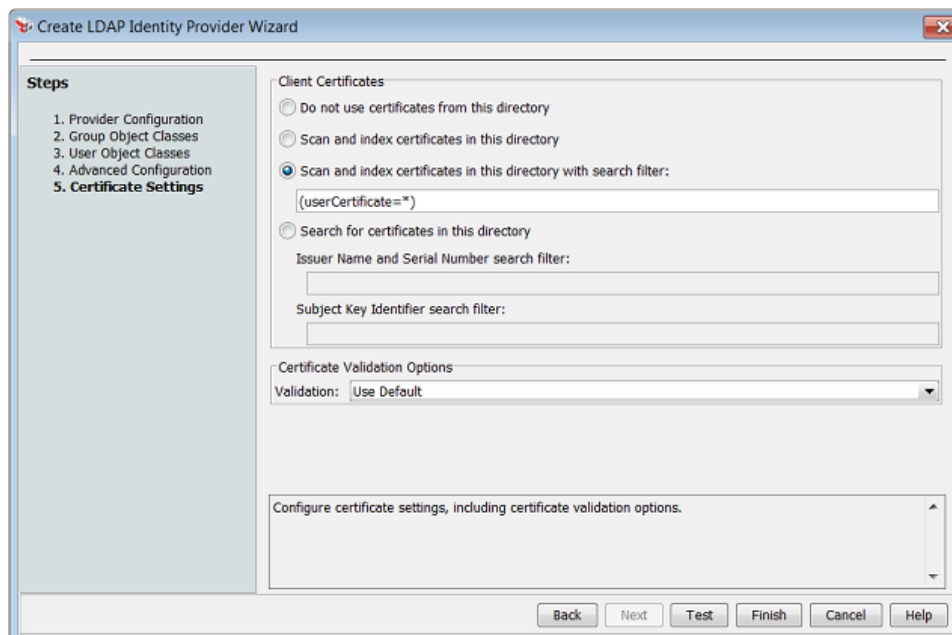 Create LDAP Identity Provider Wizard
Steps
1. Provider Configuration
2. Group Object Classes
3. User Object Classes
4. Advanced Configuration
5. Certificate Settings
Client Certificates
Do not use certificates from this directory
Scan and index certificates in this directory
Scan and index certificates in this directory with search filter:
(userCertificate=*)
Search for certificates in this directory
Issuer Name and Serial Number search filter:
Subject Key Identifier search filter:
Certificate Validation Options
Validation: Use Default
Configure certificate settings, including certificate validation options.
Back Next Test Finish Cancel Help